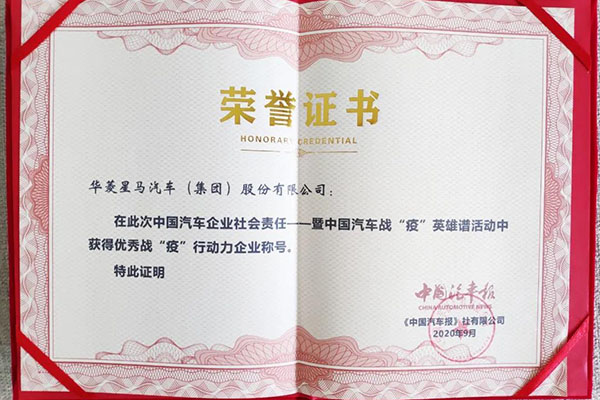 荣誉证书
HONORARY CREDENTIAL
华菱星马汽车（集团）股份有限公司：
在此次中国汽车企业社会责任——暨中国汽车战“疫”英雄谱活动中
获得优秀战“疫”行动力企业称号。
特此证明
中国汽车报
CHINA AUTOMOTIVE NEWS
《中国汽车报》社有限公司
2020年9月